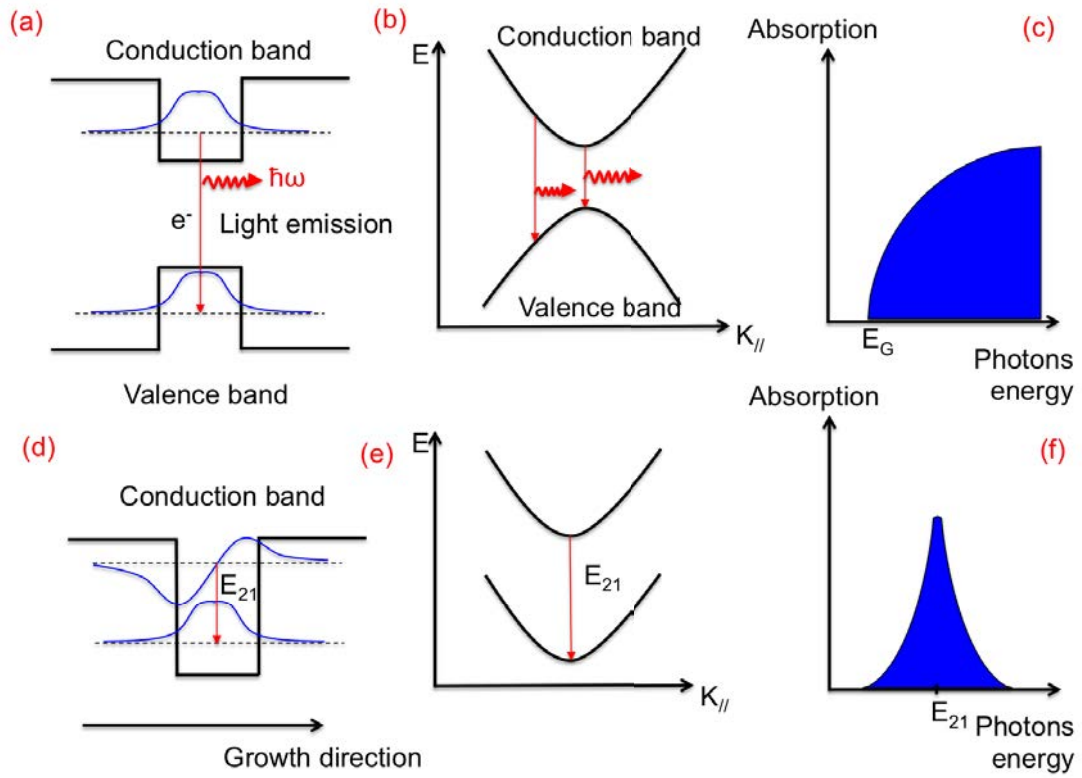 (a)
Conduction band
ħω
e-
Light emission
Valence band
(b)
E
Conduction band
Valence band
K//
Absorption
(c)
EG
Photons
energy
(d)
Conduction band
E21
Growth direction
(e)
E
E21
K//
Absorption
(f)
E21
Photons
energy